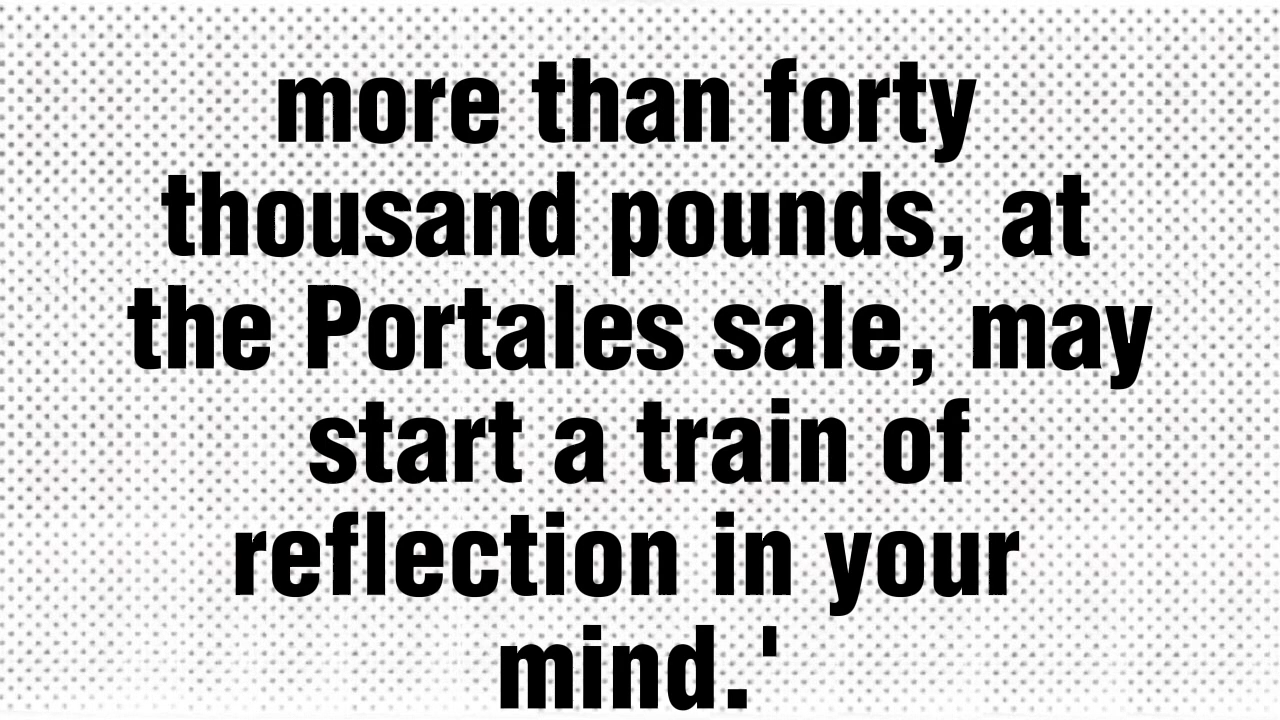 more than forty
thousand pounds, at
the Portales sale, may
start a train of
reflection in your
mind.'